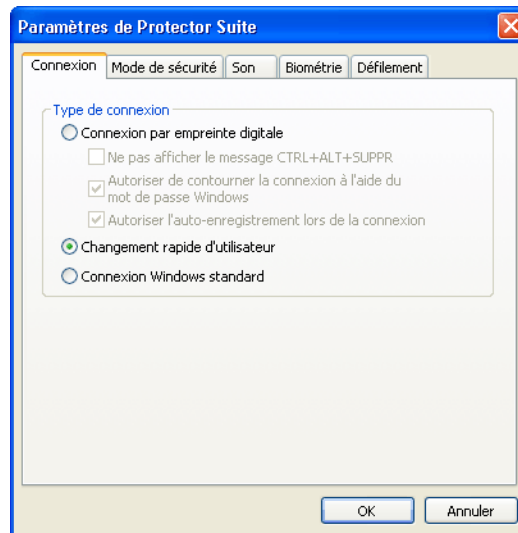 Paramètres de Protector Suite
Connexion Mode de sécurité Son Biométrie Défilement
Type de connexion
Connexion par empreinte digitale
Ne pas afficher le message CTRL+ALT+SUPPR
Autoriser de contourner la connexion à l'aide du
mot de passe Windows
Autoriser l'auto-enregistrement lors de la connexion
Changement rapide d'utilisateur
Connexion Windows standard
OK Annuler